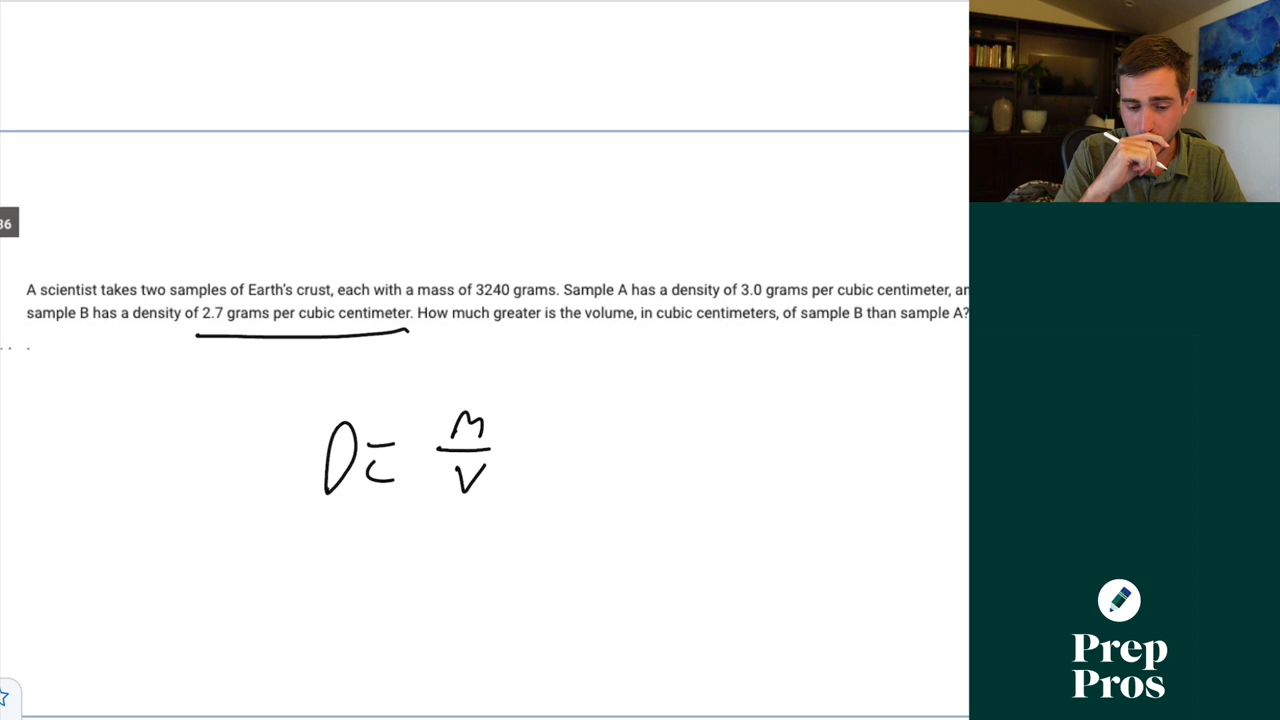 36
A scientist takes two samples of Earth's crust, each with a mass of 3240 grams. Sample A has a density of 3.0 grams per cubic centimeter, an
sample B has a density of 2.7 grams per cubic centimeter. How much greater is the volume, in cubic centimeters, of sample B than sample A?
D = M
V
Prep
Pros